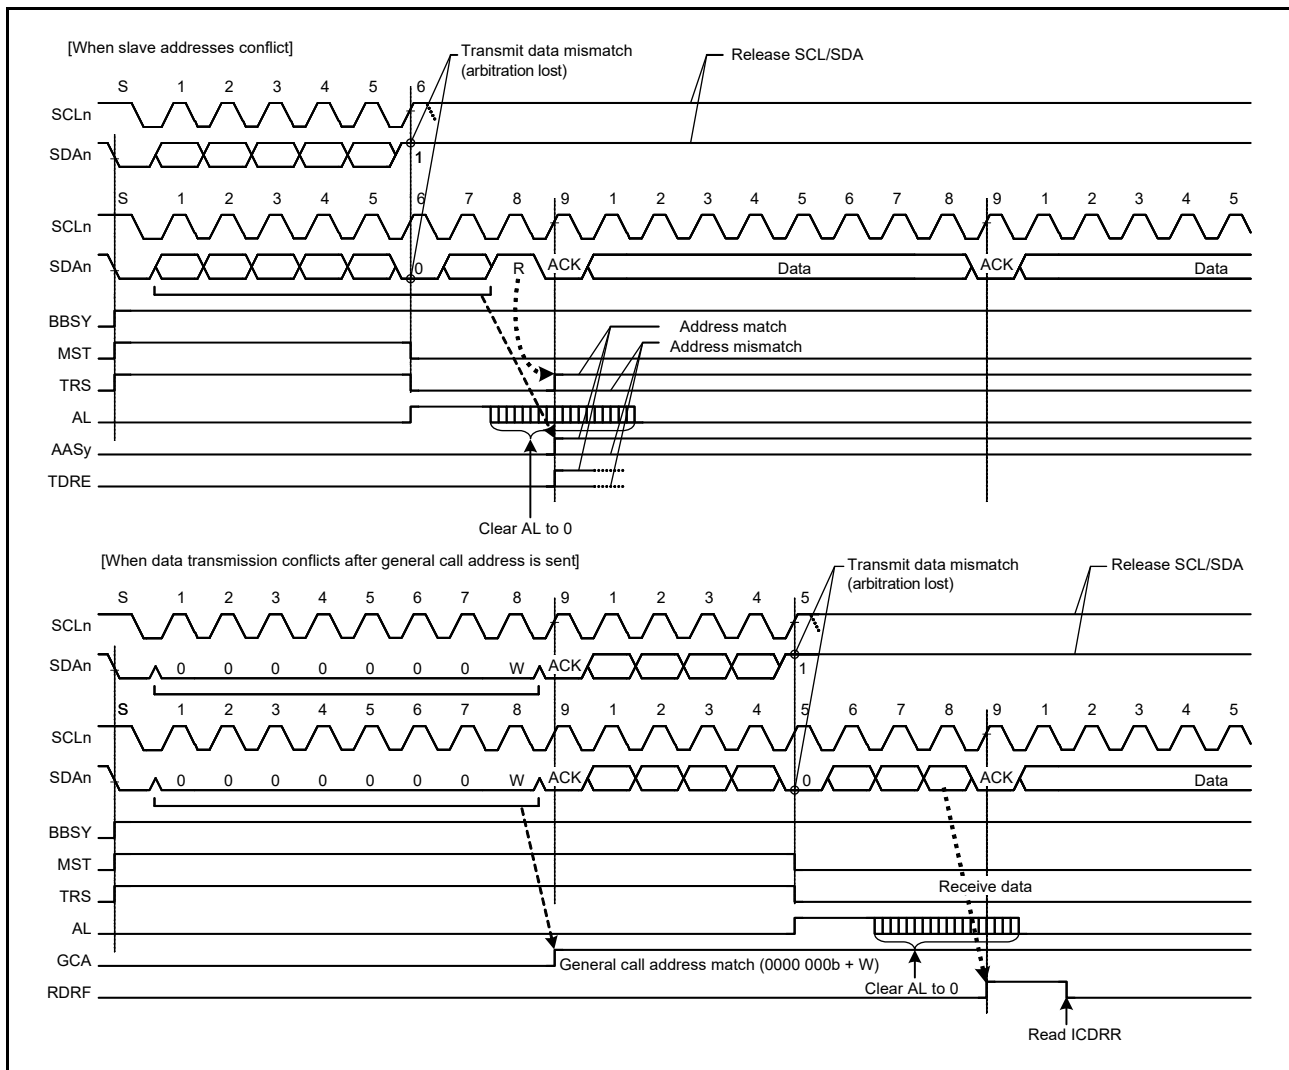 [When slave addresses conflict]
Transmit data mismatch
(arbitration lost)
Release SCL/SDA
S 1 2 3 4 5 6
SCLn
SDAn 1
S 1 2 3 4 5 6 7 8 9 1 2 3 4 5 6 7 8 9 1 2 3 4 5
SCLn
SDAn 0 R ACK Data ACK Data
BBSY
Address match
MST
Address mismatch
TRS
AL
AASy
TDRE
Clear AL to 0
[When data transmission conflicts after general call address is sent]
Transmit data mismatch
(arbitration lost)
Release SCL/SDA
S 1 2 3 4 5 6 7 8 9 1 2 3 4 5
SCLn
SDAn 0 0 0 0 0 0 0 W ACK 1
S 1 2 3 4 5 6 7 8 9 1 2 3 4 5 6 7 8 9 1 2 3 4 5
SCLn
SDAn 0 0 0 0 0 0 0 W ACK 0 ACK Data
BBSY
MST
TRS
Receive data
AL
GCA
General call address match (0000 000b + W)
Clear AL to 0
RDRF
Read ICDRR